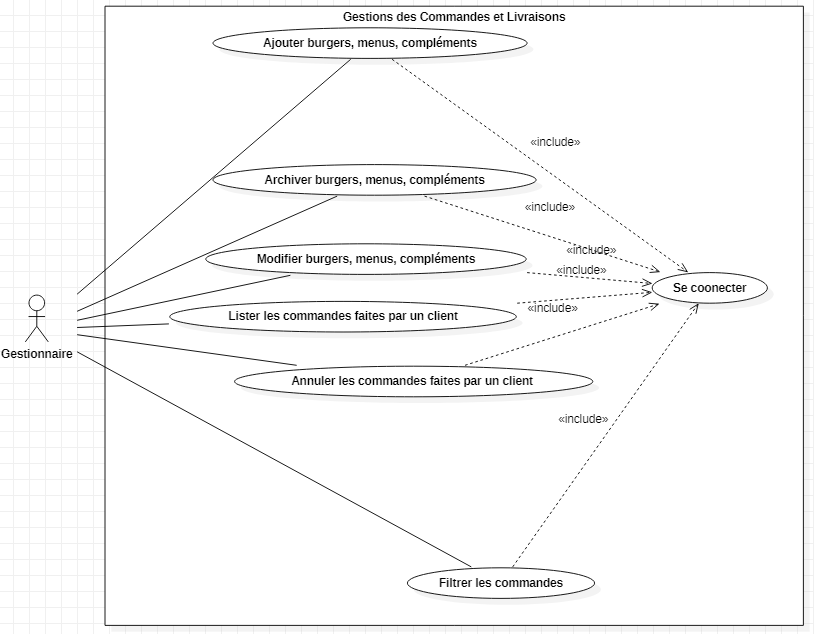 Gestions des Commandes et Livraisons
Ajouter burgers, menus, compléments
«include»
Archiver burgers, menus, compléments
«include»
«include»
Modifier burgers, menus, compléments
«include»
Se coonecter
Lister les commandes faites par un client
«include»
Gestionnaire
Annuler les commandes faites par un client
«include»
Filtrer les commandes